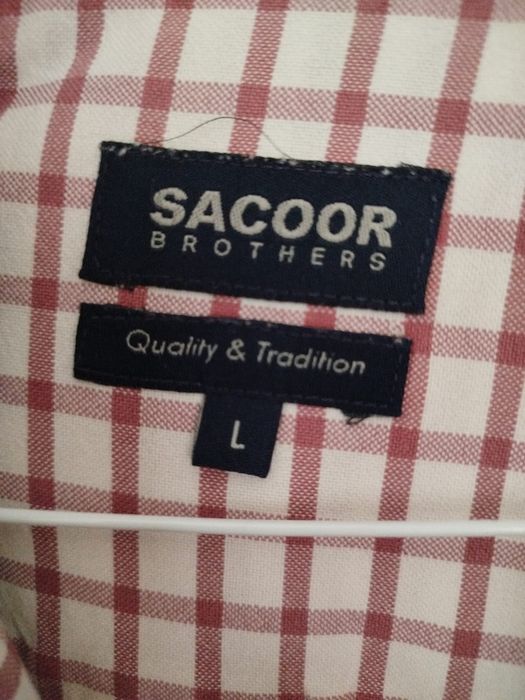 SACOOR
BROTHERS
Quality & Tradition
L